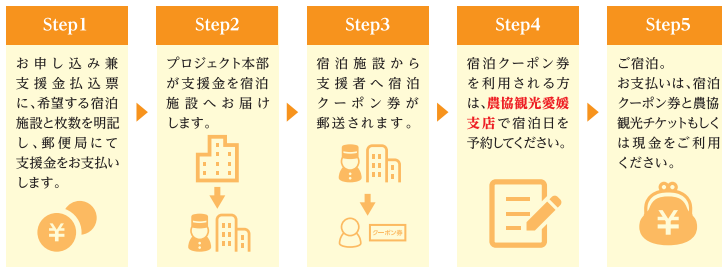 Step1
お申し込み兼
支援金払込票
に、希望する宿泊
施設と枚数を明記
し、郵便局にて
支援金をお支払い
します。
Step2
プロジェクト本部
が支援金を宿泊
施設へお届け
します。
Step3
宿泊施設から
支援者へ宿泊
クーポン券が
郵送されます。
クーポン券
Step4
宿泊クーポン券
を利用される方
は、農協観光愛媛
支店で宿泊日を
予約してください。
Step5
ご宿泊。
お支払いは、宿泊
クーポン券と農協
観光チケットもしく
は現金をご利用
ください。
¥
¥